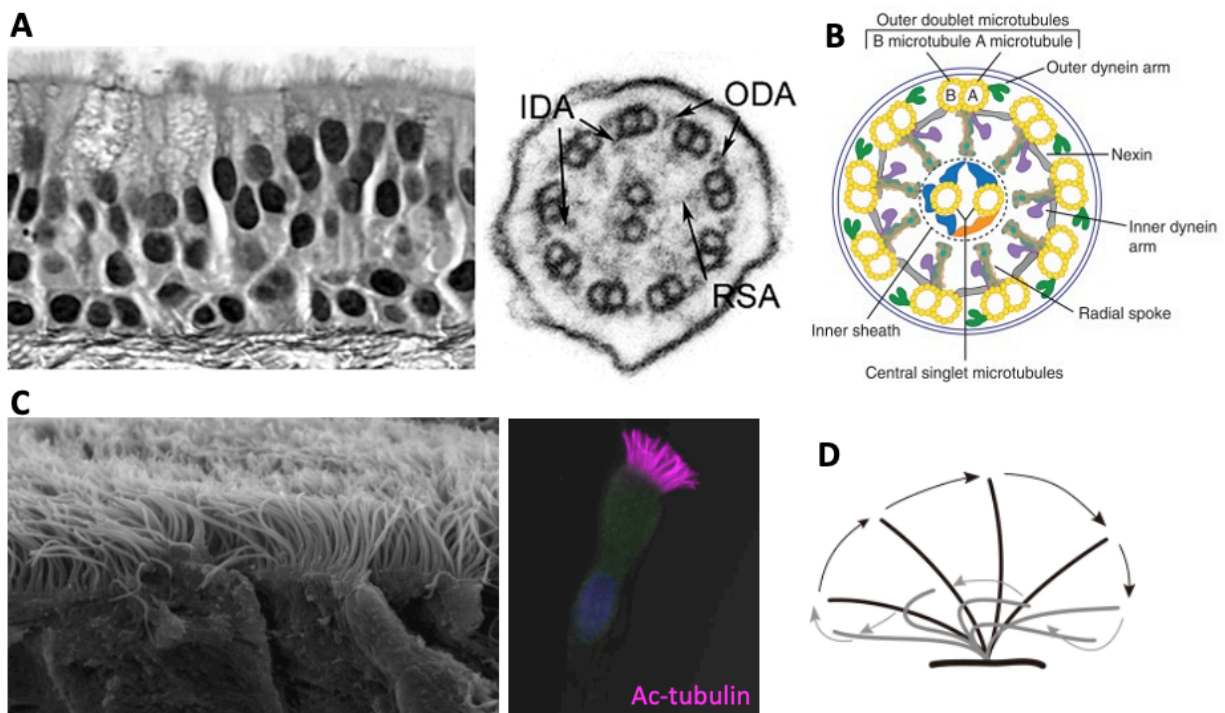 A
IDA
ODA
RSA
B
Outer doublet microtubules
B microtubule A microtubule
Outer dynein arm
B
A
Nexin
Inner dynein
arm
Radial spoke
Inner sheath
Central singlet microtubules
C
Ac-tubulin
D